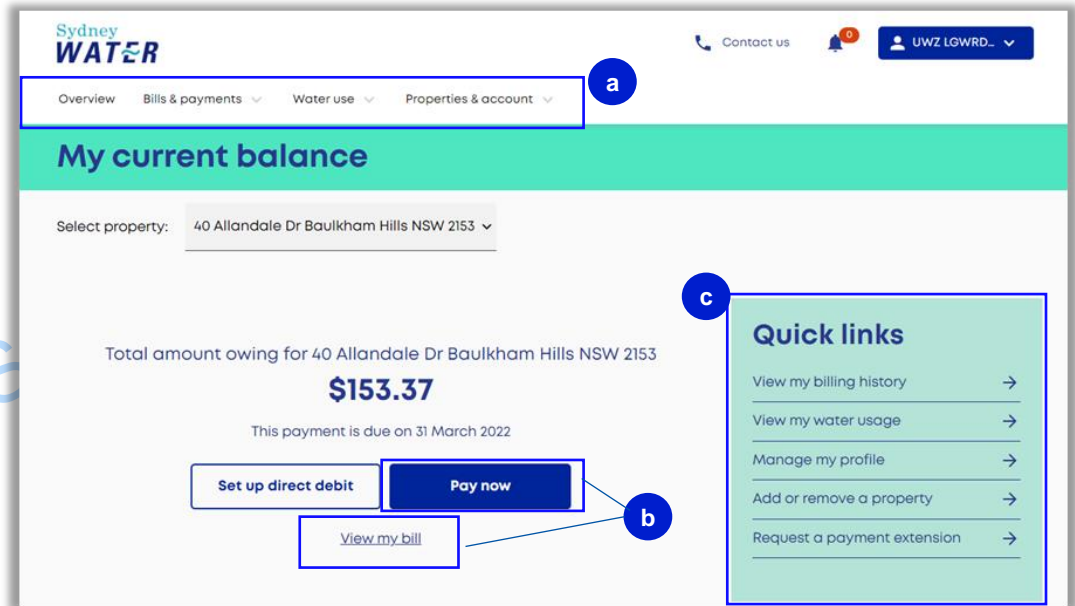 Sydney
WATER
Contact us
0
UWZ LGWRD...
Overview
Bills & payments
Water use
Properties & account
a
My current balance
Select property:
40 Allandale Dr Baulkham Hills NSW 2153
c
Total amount owing for 40 Allandale Dr Baulkham Hills NSW 2153
$153.37
This payment is due on 31 March 2022
Set up direct debit
Pay now
View my bill
b
Quick links
View my billing history
View my water usage
Manage my profile
Add or remove a property
Request a payment extension